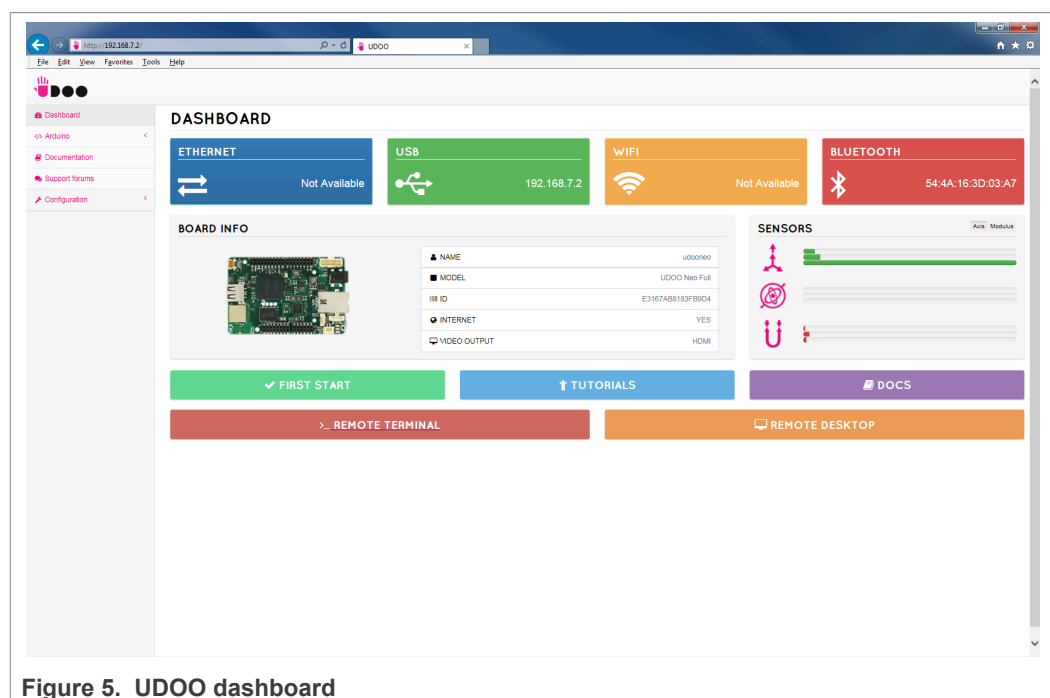 http://192.168.7.2/
UDOO
File Edit View Favorites Tools Help
UDOO
Dashboard
Arduino
Documentation
Support forums
Configuration
DASHBOARD
ETHERNET
Not Available
USB
192.168.7.2
WIFI
Not Available
BLUETOOTH
54:4A:16:3D:03:A7
BOARD INFO
NAME udooneo
MODEL UDOO Neo Full
ID E3167AB8183FB9D4
INTERNET YES
VIDEO OUTPUT HDMI
SENSORS
Axis Modulus
FIRST START
TUTORIALS
DOCS
>_ REMOTE TERMINAL
REMOTE DESKTOP
Figure 5. UDOO dashboard